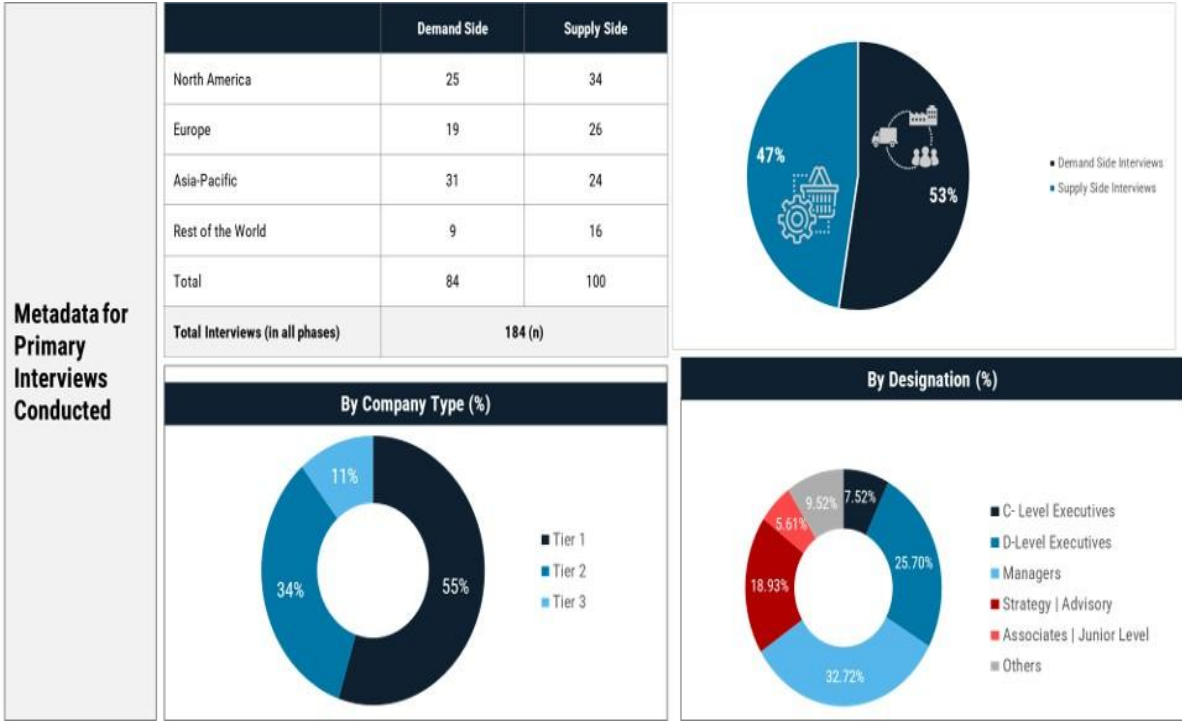 Metadata for
Primary
Interviews
Conducted
Demand Side Supply Side
North America 25 34
Europe 19 26
Asia-Pacific 31 24
Rest of the World 9 16
Total 84 100
Total Interviews (in all phases) 184 (n)
47%
53%
Demand Side Interviews
Supply Side Interviews
By Company Type (%)
11%
34%
55%
Tier 1
Tier 2
Tier 3
By Designation (%)
9.52%
7.52%
5.61%
25.70%
18.93%
32.72%
C- Level Executives
D-Level Executives
Managers
Strategy | Advisory
Associates | Junior Level
Others